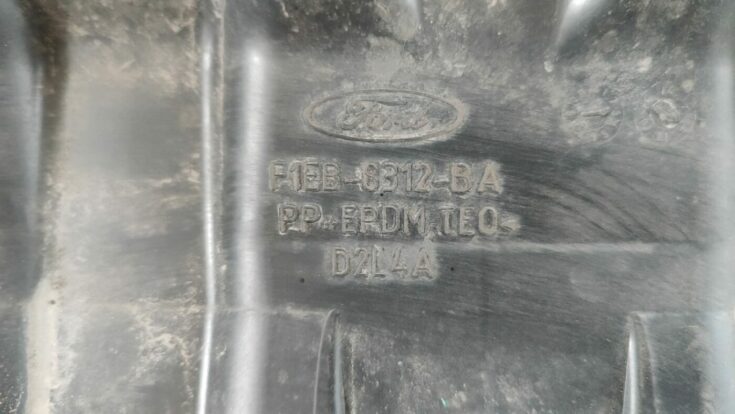 Ford
F1EB-8312-BA
PP+EPDM.TEO
D2L4A